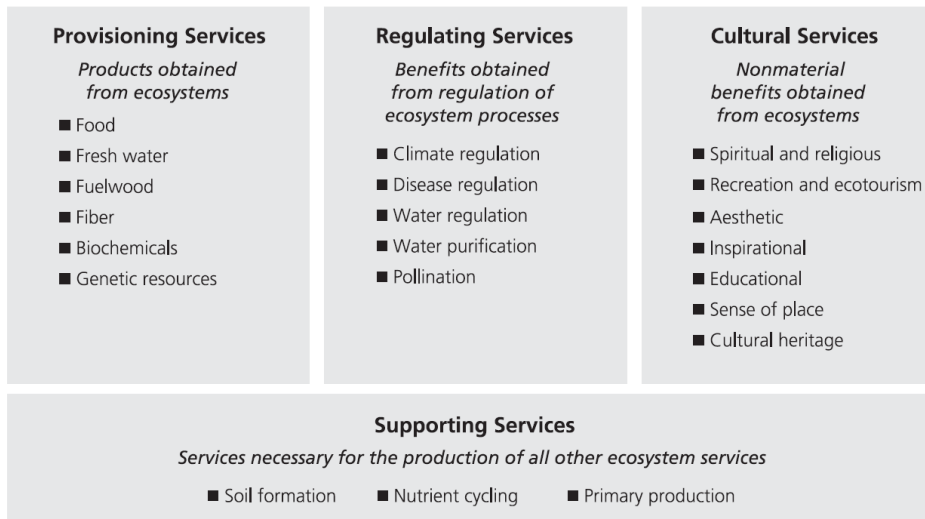 Provisioning Services
Products obtained
from ecosystems
■ Food
■ Fresh water
■ Fuelwood
■ Fiber
■ Biochemicals
■ Genetic resources
Regulating Services
Benefits obtained
from regulation of
ecosystem processes
■ Climate regulation
■ Disease regulation
■ Water regulation
■ Water purification
■ Pollination
Cultural Services
Nonmaterial
benefits obtained
from ecosystems
■ Spiritual and religious
■ Recreation and ecotourism
■ Aesthetic
■ Inspirational
■ Educational
■ Sense of place
■ Cultural heritage
Supporting Services
Services necessary for the production of all other ecosystem services
■ Soil formation ■ Nutrient cycling ■ Primary production